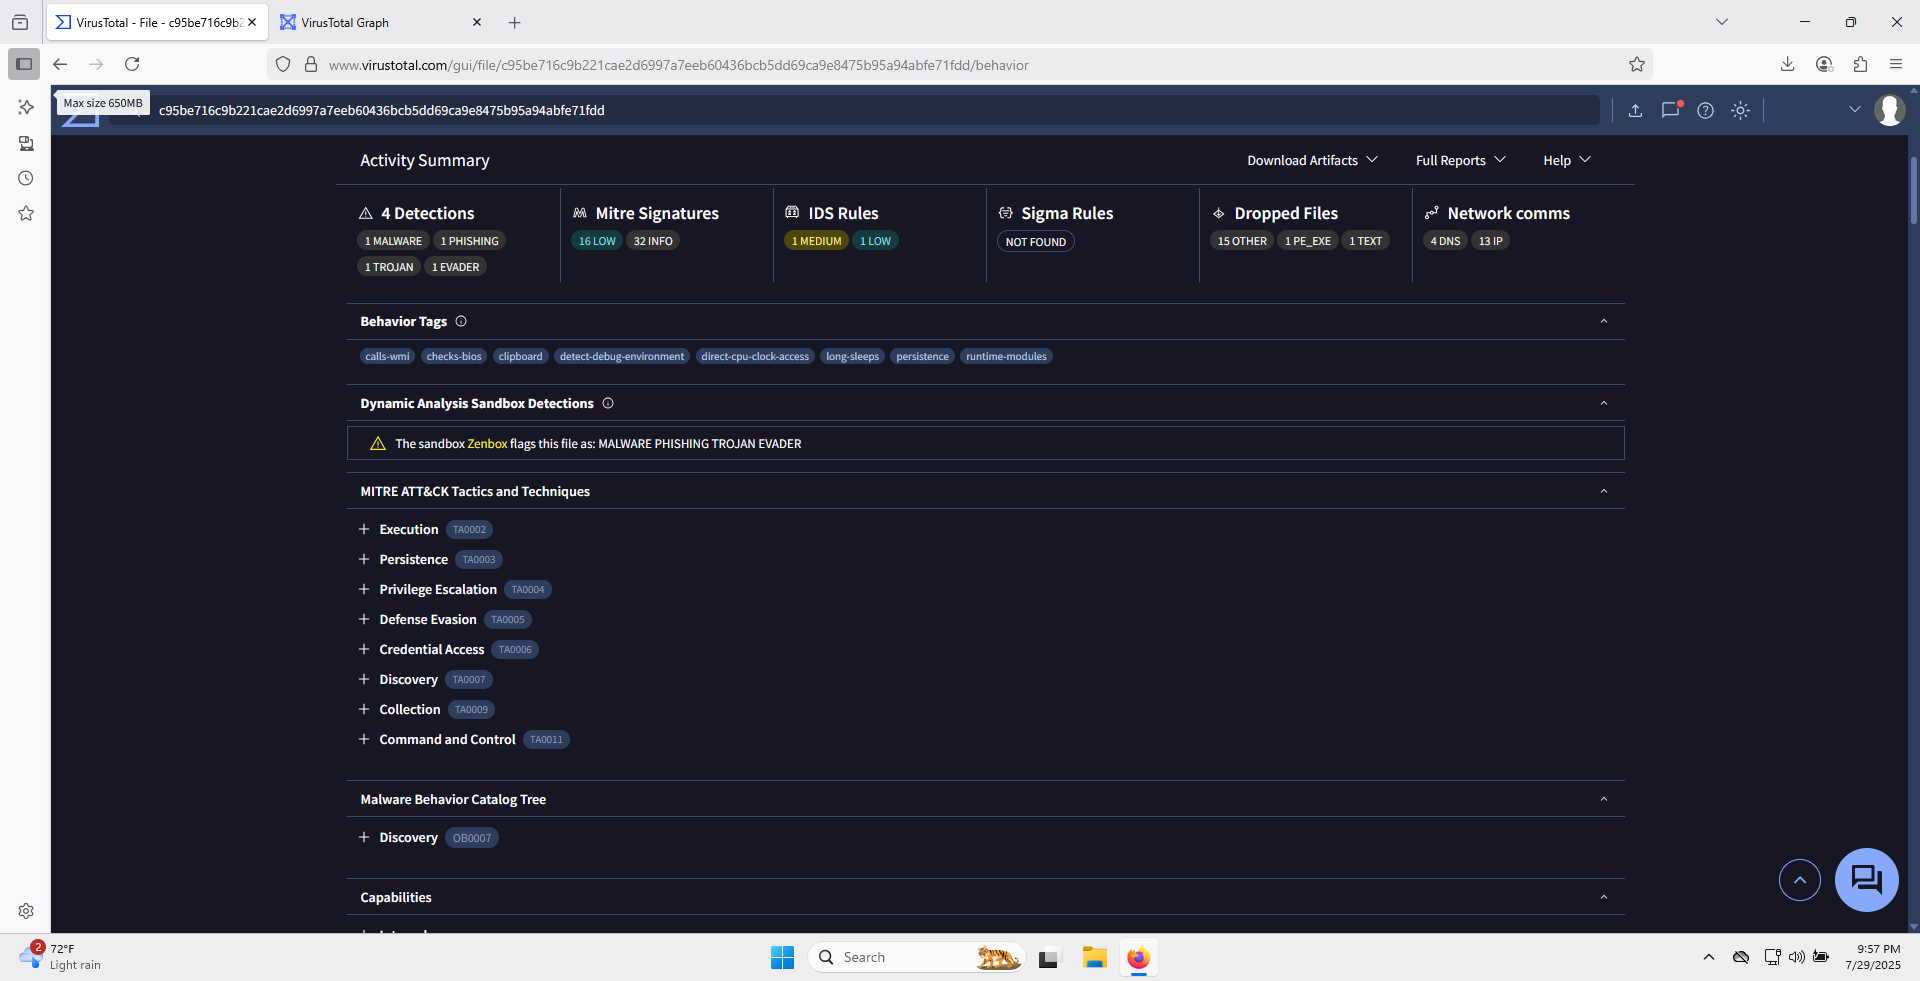 VirusTotal - File - c95be716c9b2
VirusTotal Graph
www.virustotal.com/gui/file/c95be716c9b221cae2d6997a7eeb60436bcb5dd69ca9e8475b95a94abfe71fdd/behavior
Max size 650MB
c95be716c9b221cae2d6997a7eeb60436bcb5dd69ca9e8475b95a94abfe71fdd
Activity Summary
Download Artifacts
Full Reports
Help
4 Detections
1 MALWARE
1 PHISHING
1 TROJAN
1 EVADER
Mitre Signatures
16 LOW
32 INFO
IDS Rules
1 MEDIUM
1 LOW
Sigma Rules
NOT FOUND
Dropped Files
15 OTHER
1 PE_EXE
1 TEXT
Network comms
4 DNS
13 IP
Behavior Tags
calls-wmi
checks-bios
clipboard
detect-debug-environment
direct-cpu-clock-access
long-sleeps
persistence
runtime-modules
Dynamic Analysis Sandbox Detections
The sandbox Zenbox flags this file as: MALWARE PHISHING TROJAN EVADER
MITRE ATT&CK Tactics and Techniques
Execution TA0002
Persistence TA0003
Privilege Escalation TA0004
Defense Evasion TA0005
Credential Access TA0006
Discovery TA0007
Collection TA0009
Command and Control TA0011
Malware Behavior Catalog Tree
Discovery OB0007
Capabilities
2
72°F
Light rain
Search
9:57 PM
7/29/2025